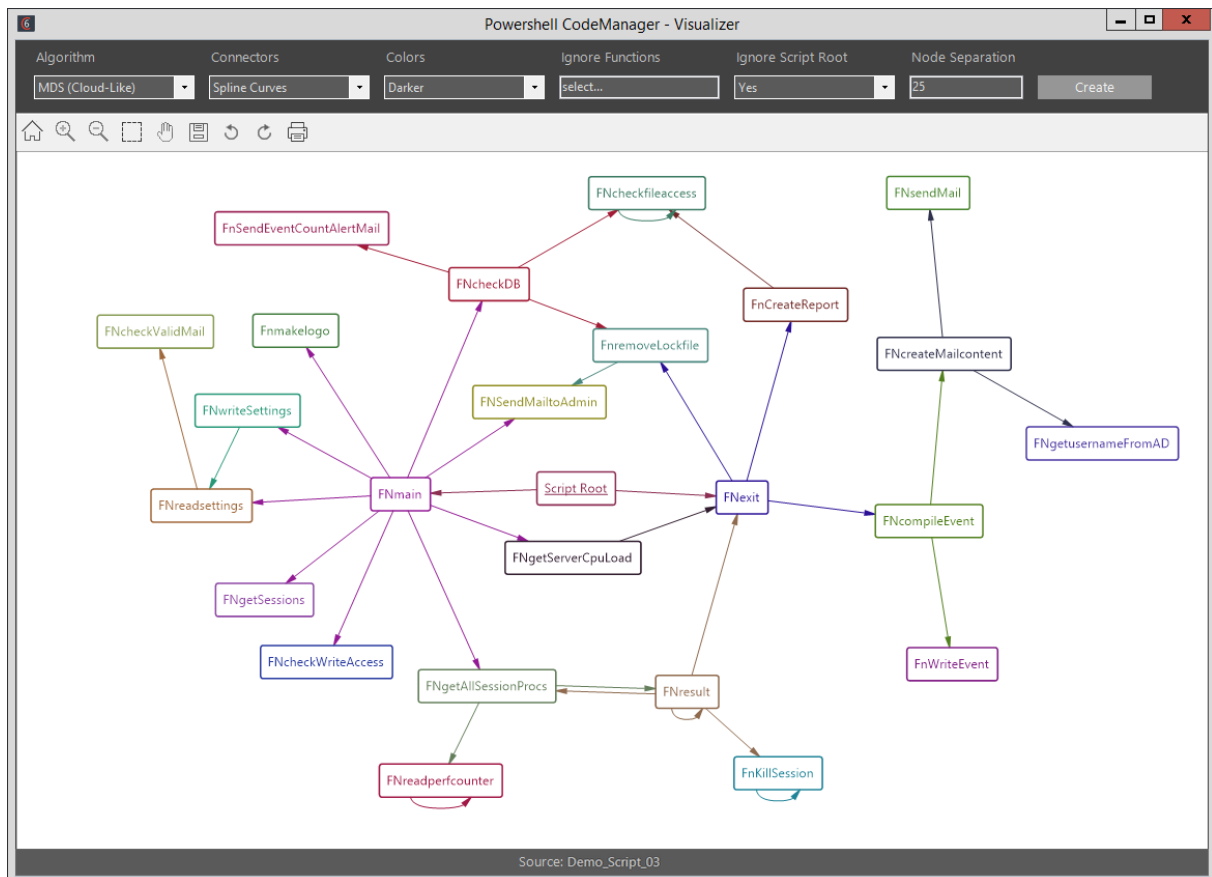 Powershell CodeManager - Visualizer
Algorithm
Connectors
Colors
Ignore Functions
Ignore Script Root
Node Separation
MDS (Cloud-Like)
Spline Curves
Darker
select...
Yes
25
Create
FNcheckfileaccess
FNsendMail
FnSendEventCountAlertMail
FNcheckDB
FnCreateReport
FNcheckValidMail
Fnmakelogo
FnremoveLockfile
FNcreateMailcontent
FNwriteSettings
FNSendMailtoAdmin
FNgetusernameFromAD
FNreadsettings
FNmain
Script Root
FNexit
FNcompileEvent
FNgetServerCpuLoad
FNgetSessions
FNcheckWriteAccess
FnWriteEvent
FNgetAllSessionProcs
FNresult
FNreadperfcounter
FnKillSession
Source: Demo_Script_03